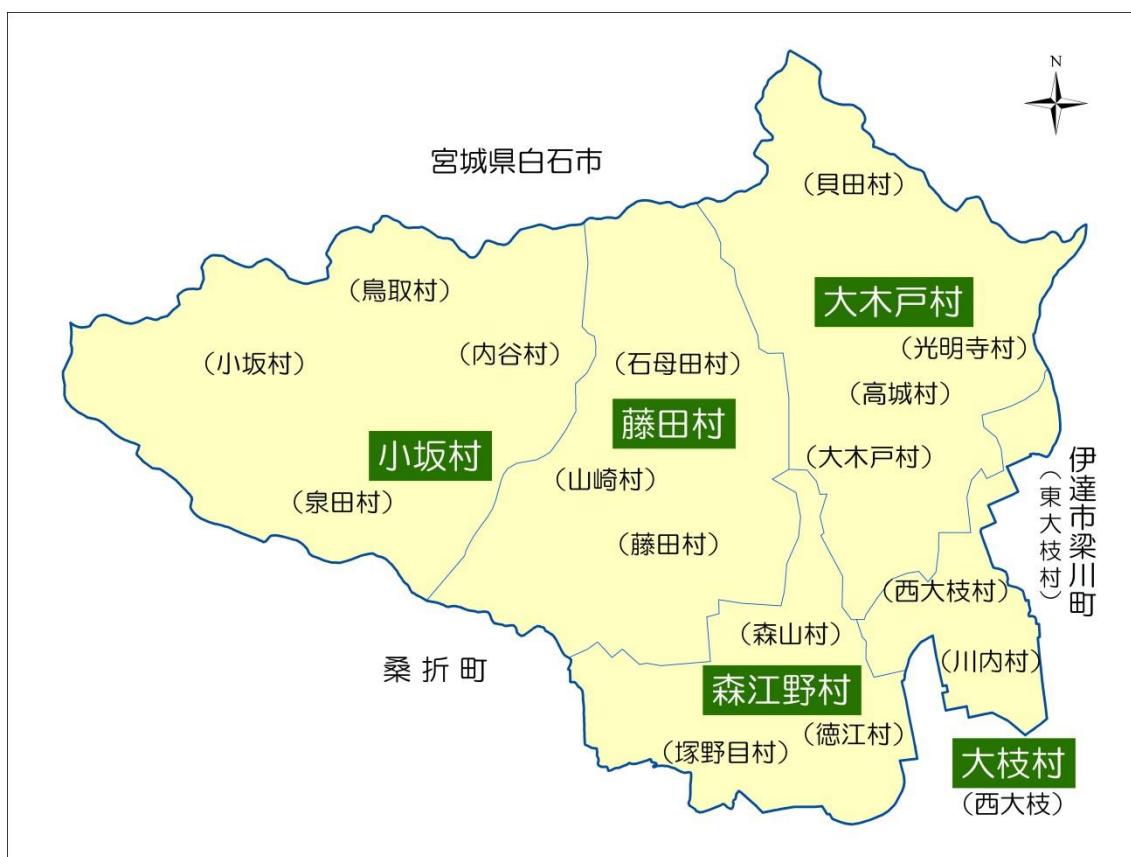 N
宮城県白石市
（貝田村）
（鳥取村）
大木戸村
（小坂村）
（内谷村）
（石母田村）
（光明寺村）
（高城村）
藤田村
小坂村
（大木戸村）
（山崎村）
（泉田村）
伊達市梁川町
（東大枝村）
（藤田村）
（西大枝村）
（森山村）
桑折町
（川内村）
森江野村
（徳江村）
（塚野目村）
大枝村
（西大枝）